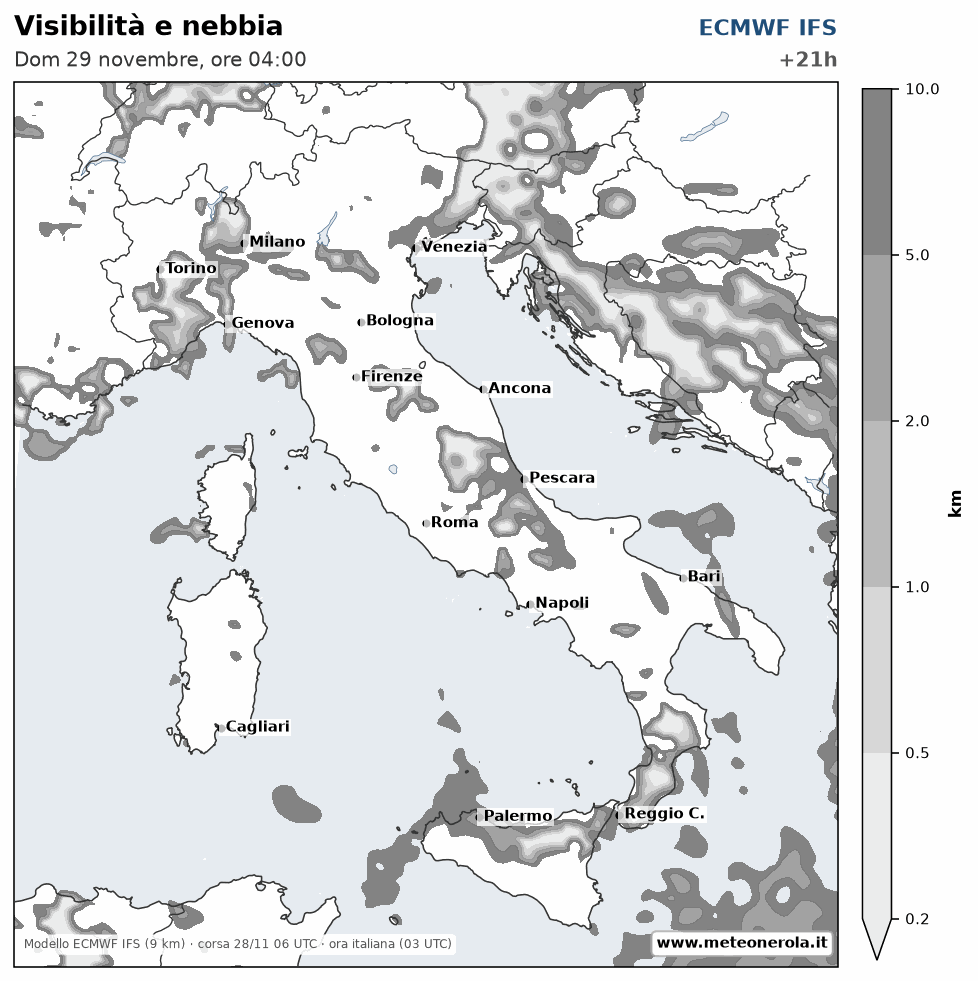 Visibilità e nebbia
ECMWF IFS
Dom 29 novembre, ore 04:00
+21h
10.0
5.0
2.0
1.0
0.5
0.2
km
Milano
Venezia
Torino
Genova
Bologna
Firenze
Ancona
Pescara
Roma
Bari
Napoli
Cagliari
Palermo
Reggio C.
Modello ECMWF IFS (9 km) · corsa 28/11 06 UTC · ora italiana (03 UTC)
www.meteonerola.it